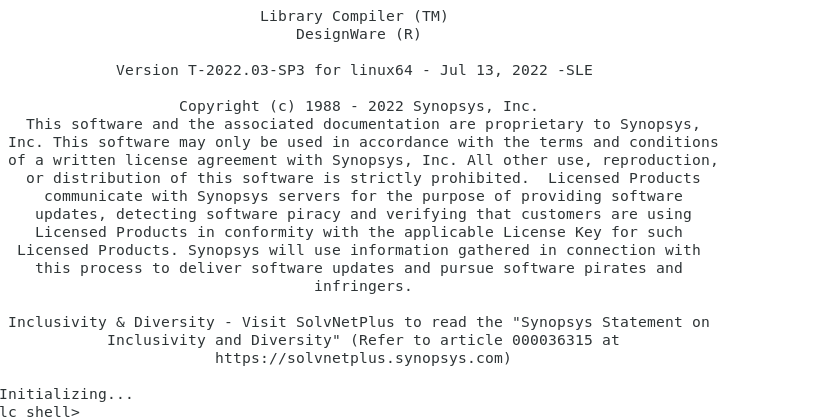 Library Compiler (TM)
DesignWare (R)
Version T-2022.03-SP3 for linux64 - Jul 13, 2022 -SLE
Copyright (c) 1988 - 2022 Synopsys, Inc.
This software and the associated documentation are proprietary to Synopsys,
Inc. This software may only be used in accordance with the terms and conditions
of a written license agreement with Synopsys, Inc. All other use, reproduction,
or distribution of this software is strictly prohibited.  Licensed Products
communicate with Synopsys servers for the purpose of providing software
updates, detecting software piracy and verifying that customers are using
Licensed Products in conformity with the applicable License Key for such
Licensed Products. Synopsys will use information gathered in connection with
this process to deliver software updates and pursue software pirates and
infringers.
Inclusivity & Diversity - Visit SolvNetPlus to read the "Synopsys Statement on
Inclusivity and Diversity" (Refer to article 000036315 at
https://solvnetplus.synopsys.com)
Initializing...
lc_shell>